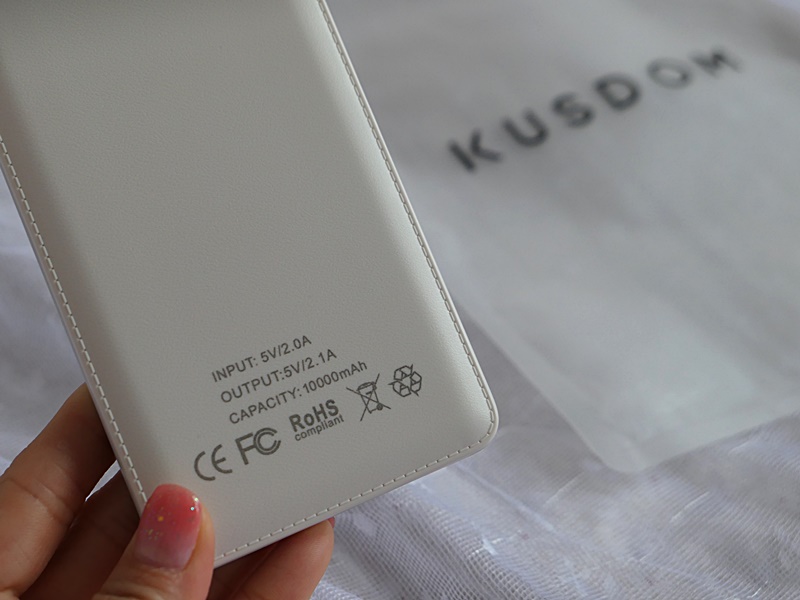 KUSDOM
INPUT: 5V/2.0A
OUTPUT:5V/2.1A
CAPACITY:10000mAh
CE FC RoHS
compliant